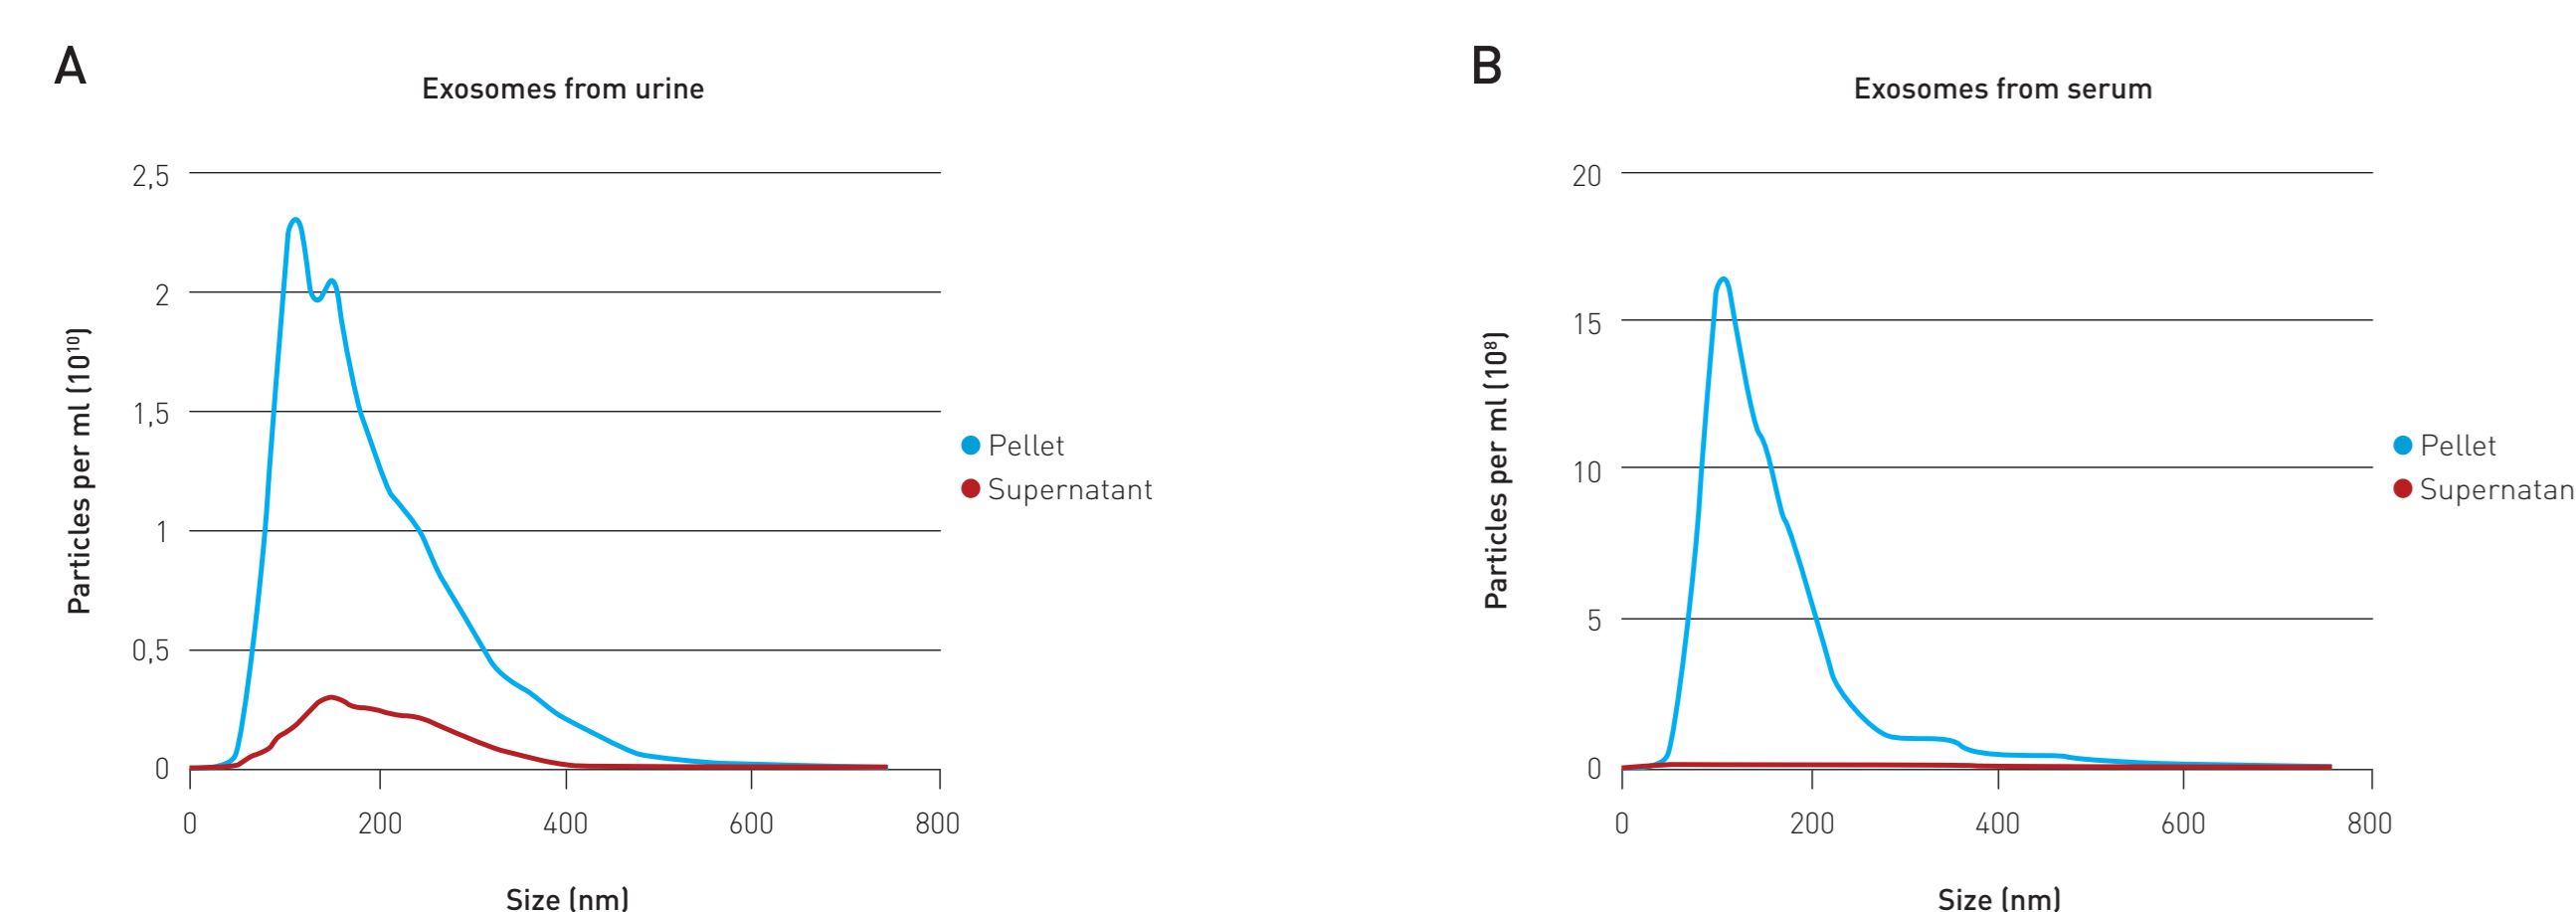 A
Exosomes from urine
2,5
2
1,5
1
0,5
0
Particles per ml (10¹⁰)
0 200 400 600 800
Size (nm)
Pellet
Supernatant
B
Exosomes from serum
20
15
10
5
0
Particles per ml (10⁸)
0 200 400 600 800
Size (nm)
Pellet
Supernatan